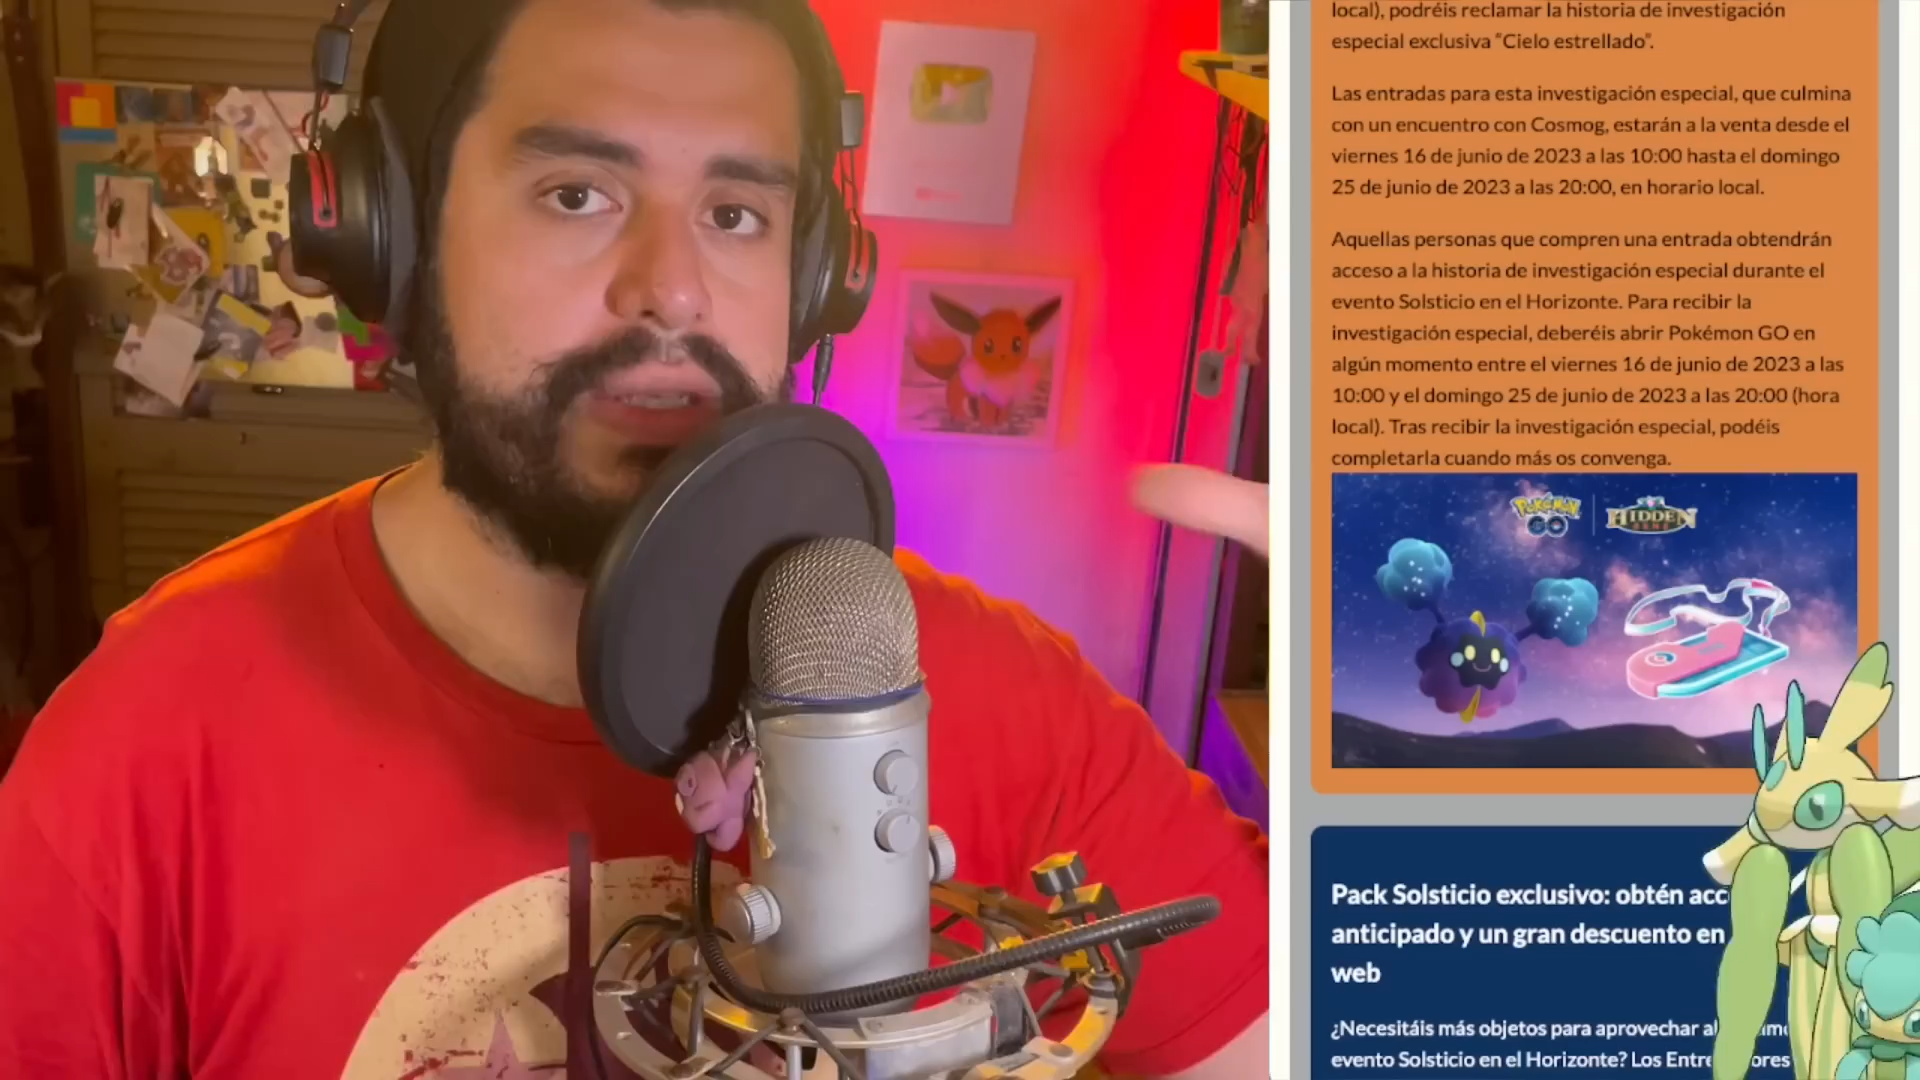 local), podréis reclamar la historia de investigación
especial exclusiva “Cielo estrellado”.
Las entradas para esta investigación especial, que culmina
con un encuentro con Cosmog, estarán a la venta desde el
viernes 16 de junio de 2023 a las 10:00 hasta el domingo
25 de junio de 2023 a las 20:00, en horario local.
Aquellas personas que compren una entrada obtendrán
acceso a la historia de investigación especial durante el
evento Solsticio en el Horizonte. Para recibir la
investigación especial, deberéis abrir Pokémon GO en
algún momento entre el viernes 16 de junio de 2023 a las
10:00 y el domingo 25 de junio de 2023 a las 20:00 (hora
local). Tras recibir la investigación especial, podéis
completarla cuando más os convenga.
Pokémon GO
HIDDEN GEMS
Pack Solsticio exclusivo: obtén acc
anticipado y un gran descuento en
web
¿Necesitáis más objetos para aprovechar al
evento Solsticio en el Horizonte? Los